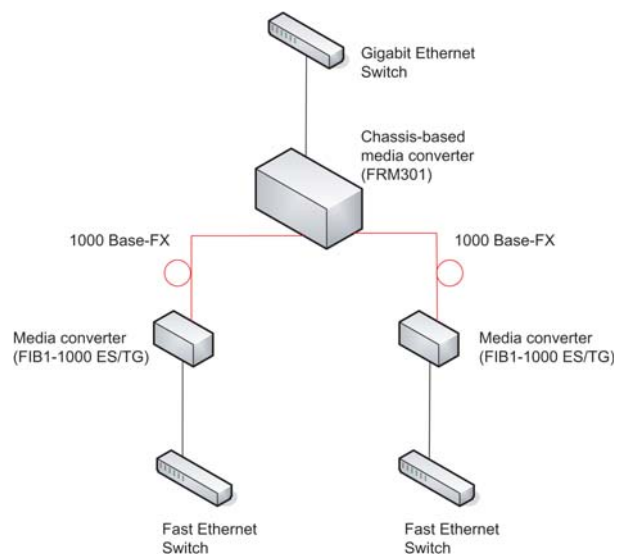 Gigabit Ethernet
Switch
Chassis-based
media converter
(FRM301)
1000 Base-FX
1000 Base-FX
Media converter
(FIB1-1000 ES/TG)
Media converter
(FIB1-1000 ES/TG)
Fast Ethernet
Switch
Fast Ethernet
Switch